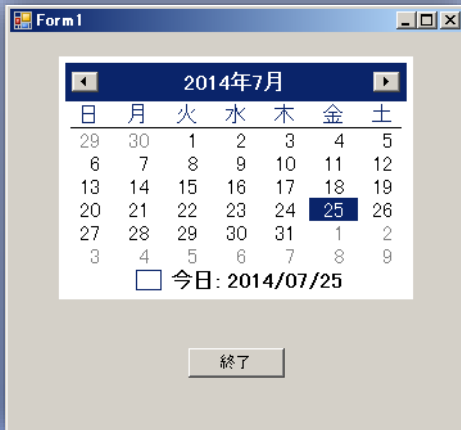 Form1
2014年7月
日 月 火 水 木 金 土
29 30 1 2 3 4 5
6 7 8 9 10 11 12
13 14 15 16 17 18 19
20 21 22 23 24 25 26
27 28 29 30 31 1 2
3 4 5 6 7 8 9
今日: 2014/07/25
終了